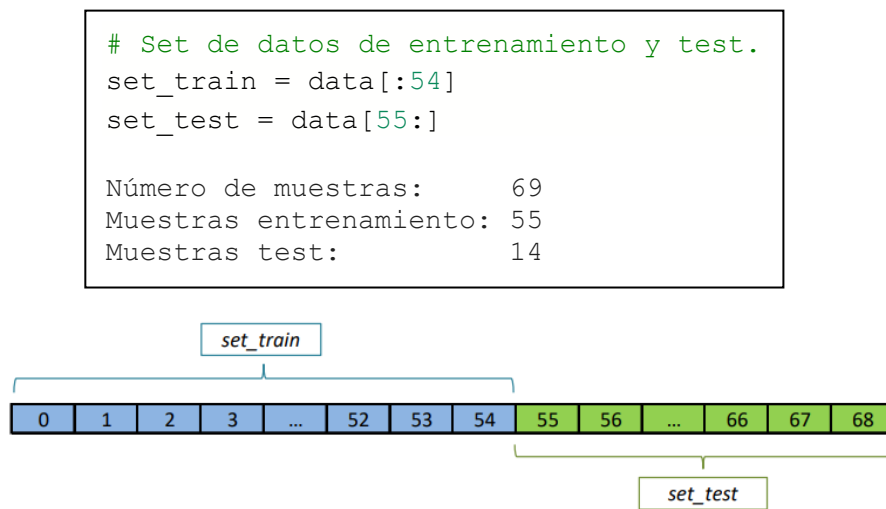 # Set de datos de entrenamiento y test.
set_train = data[:54]
set_test = data[55:]
Número de muestras: 69
Muestras entrenamiento: 55
Muestras test: 14
set_train
0 1 2 3 ... 52 53 54 55 56 ... 66 67 68
set_test